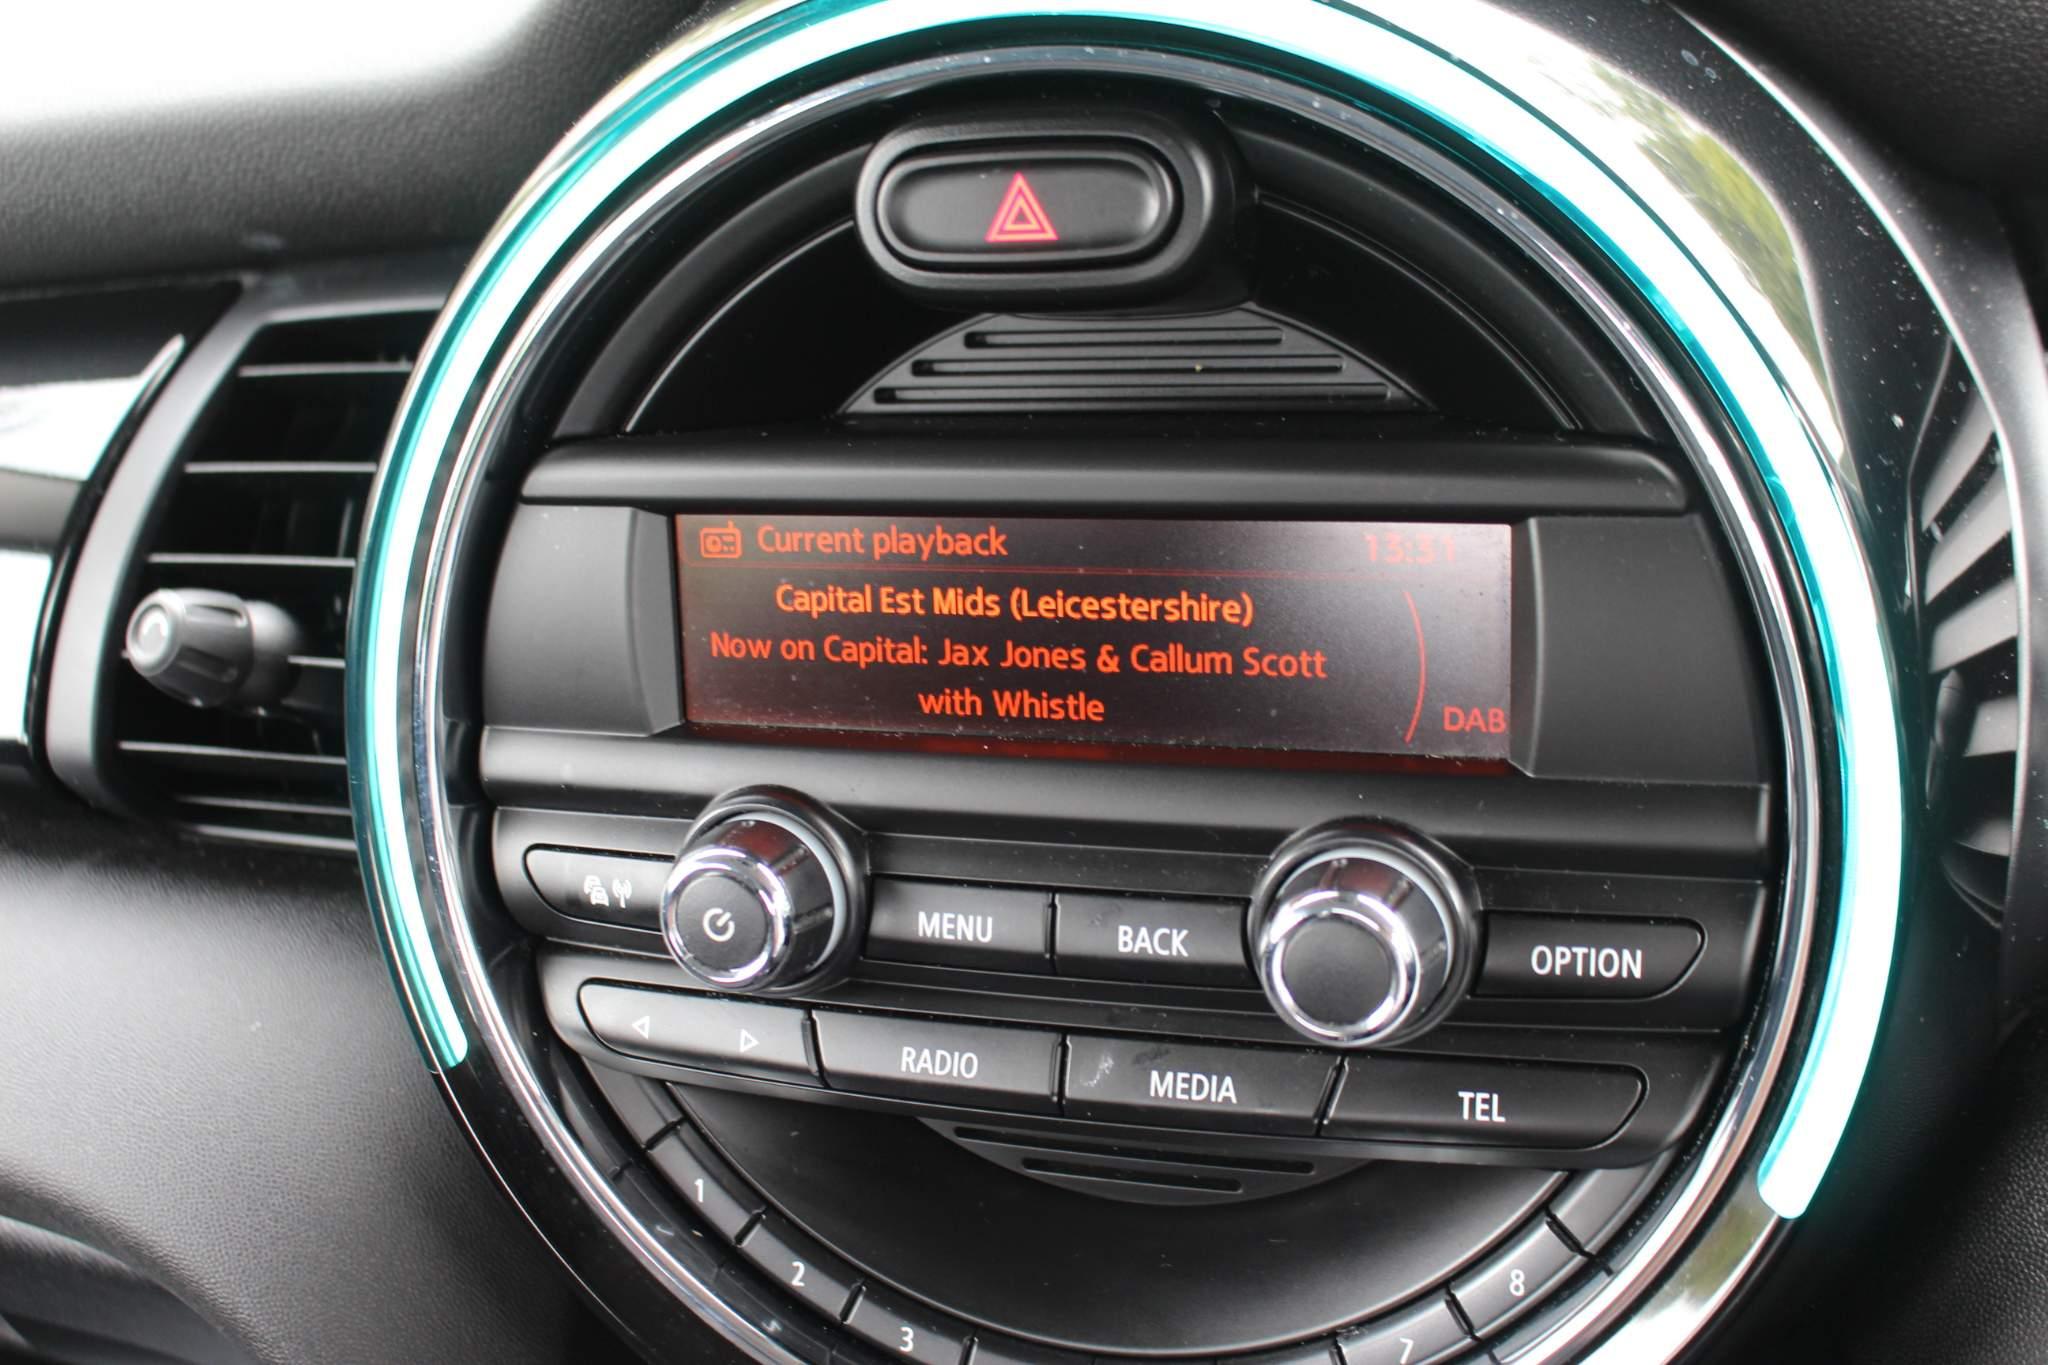 Current playback 13:31
Capital Est Mids (Leicestershire)
Now on Capital: Jax Jones & Callum Scott
with Whistle
DAB
MENU BACK OPTION
RADIO MEDIA TEL
1
2
3
7
8